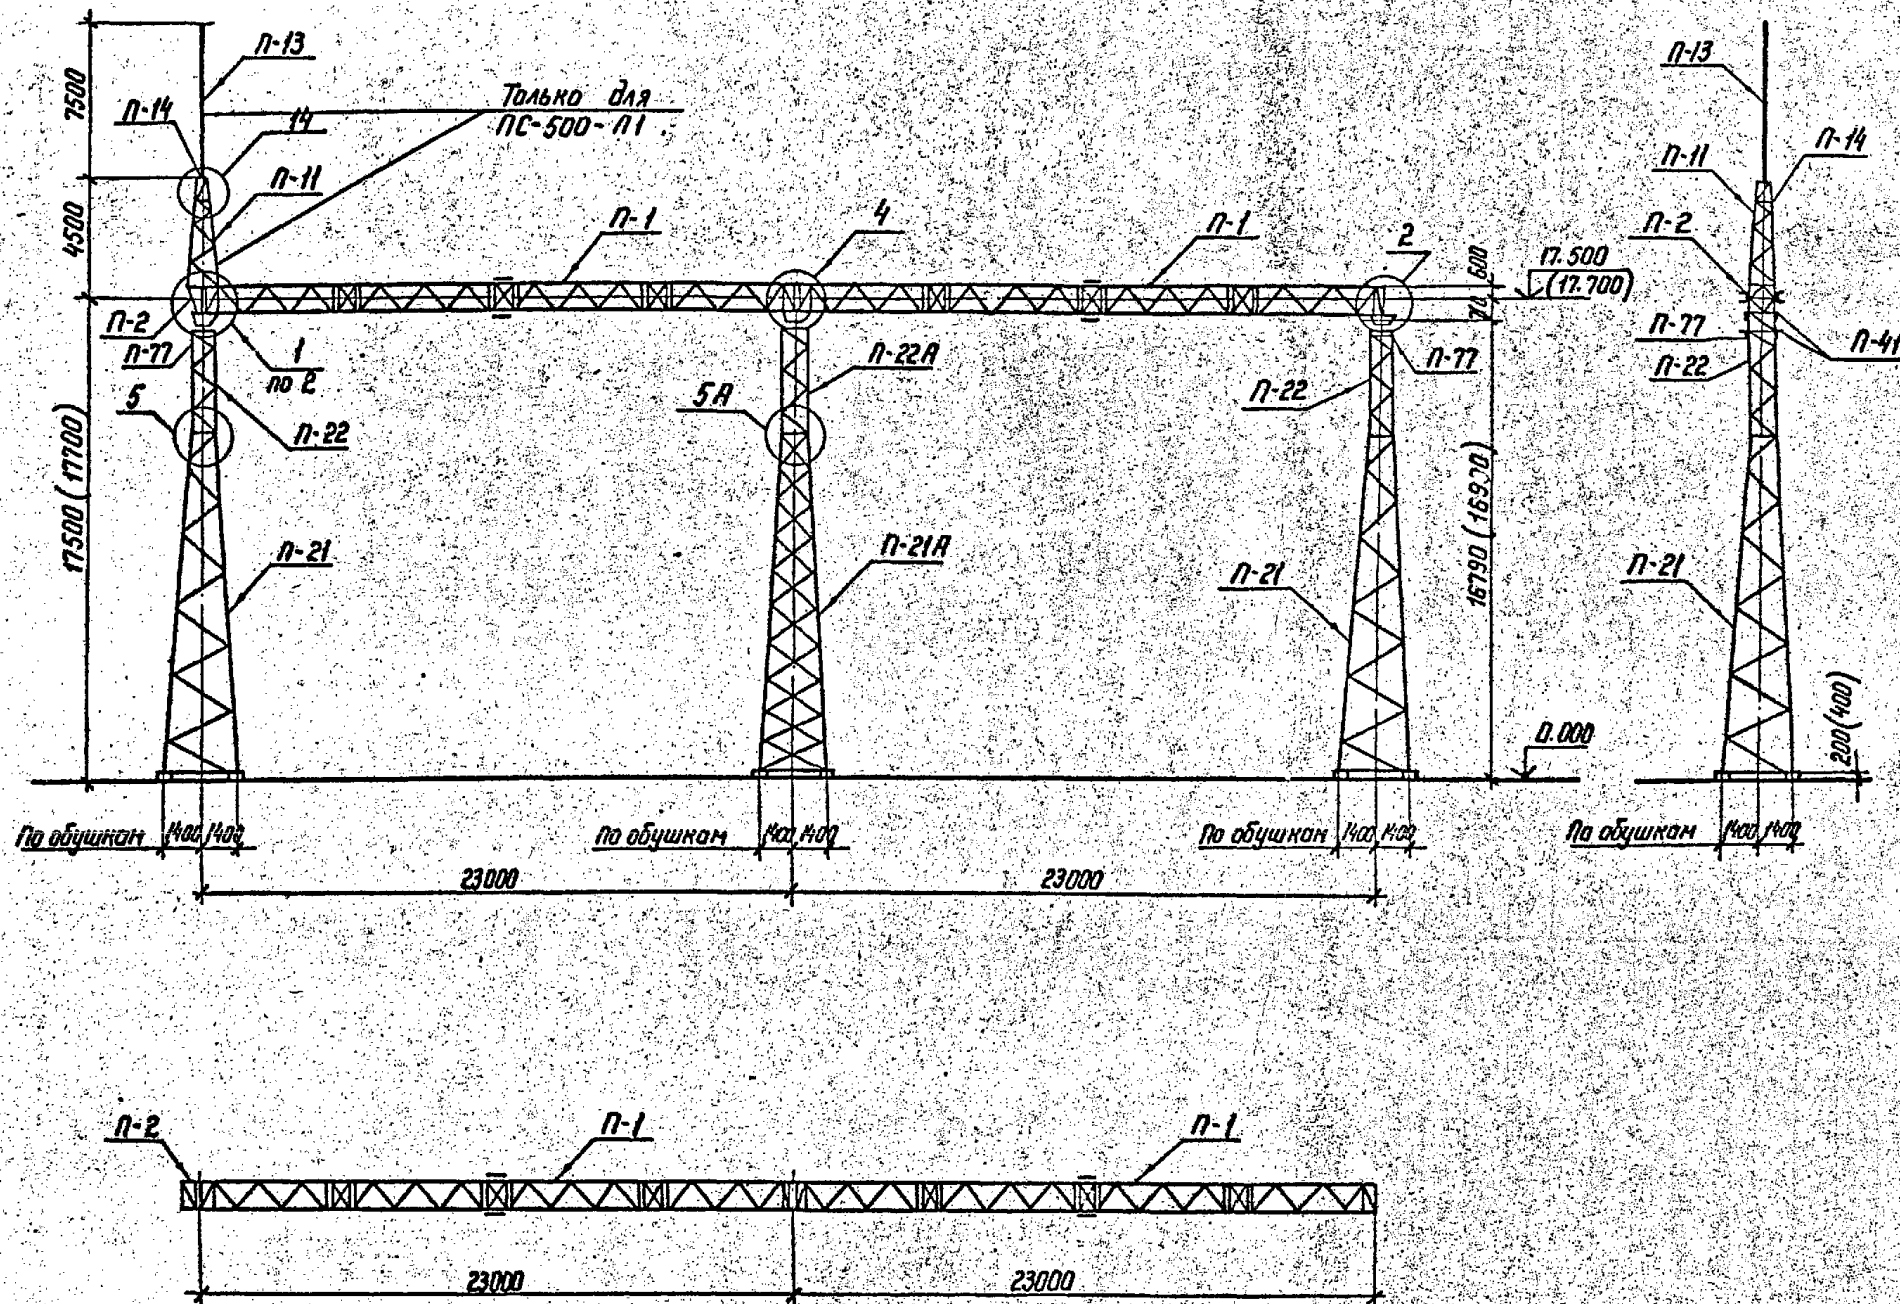 7500
4500
17500 (17700)
П-13
П-14
14
Только для
ПС-500-П1
П-11
П-1
4
П-1
2
600
17.500
(17.700)
П-2
П-77
1
по 2
5
П-22
П-22А
5А
П-22
П-77
16790 (16970)
П-21
П-21А
П-21
0.000
По обушкам 1400 1400
По обушкам 1400 1400
По обушкам 1400 1400
23000
23000
П-13
П-11
П-14
П-2
П-77
П-41
П-22
П-21
200(400)
По обушкам 1400 1400
П-2
П-1
П-1
23000
23000